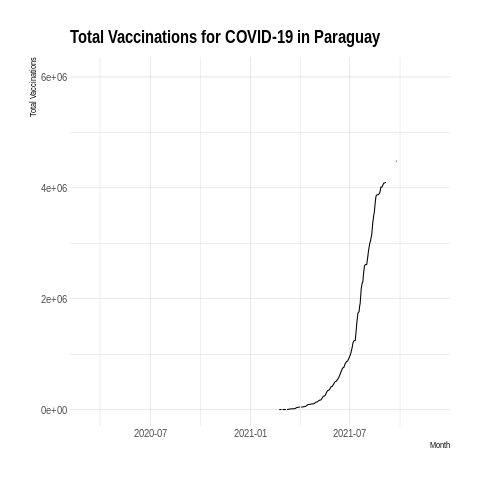 Total Vaccinations for COVID-19 in Paraguay
Total Vaccinations
6e+06
4e+06
2e+06
0e+00
2020-07 2021-01 2021-07
Month